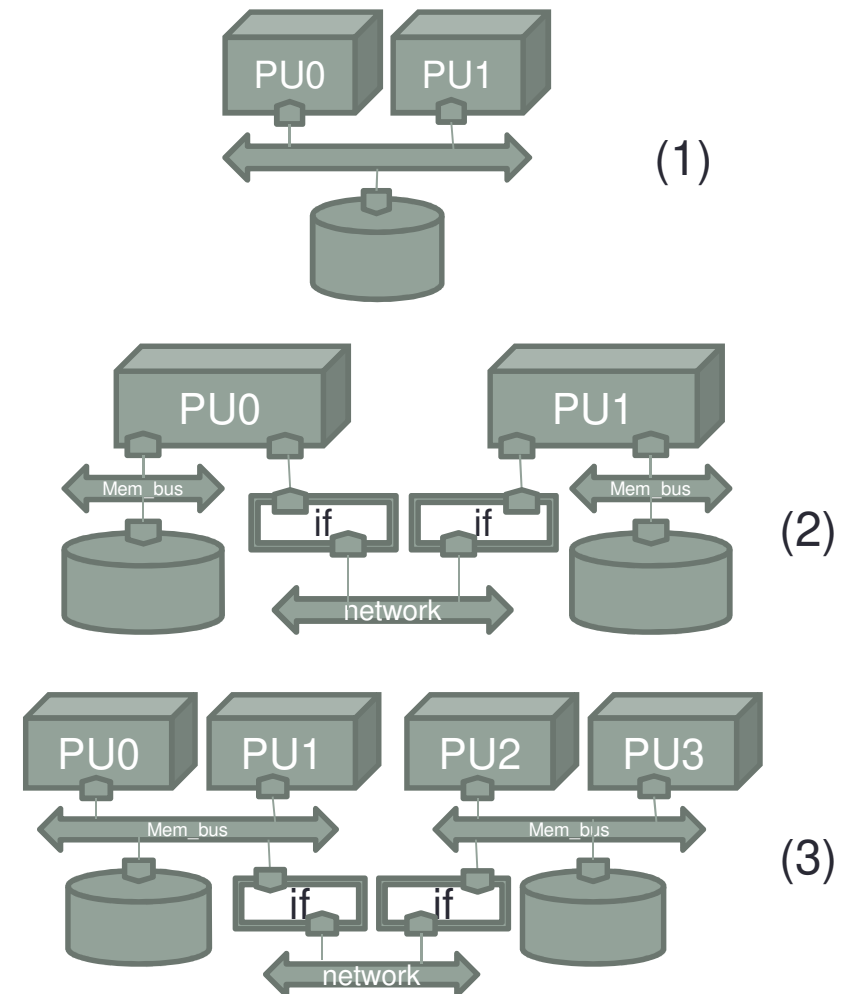 PU0 PU1
(1)
PU0 PU1
Mem_bus Mem_bus
if if
(2)
network
PU0 PU1 PU2 PU3
Mem_bus Mem_bus
(3)
if if
network